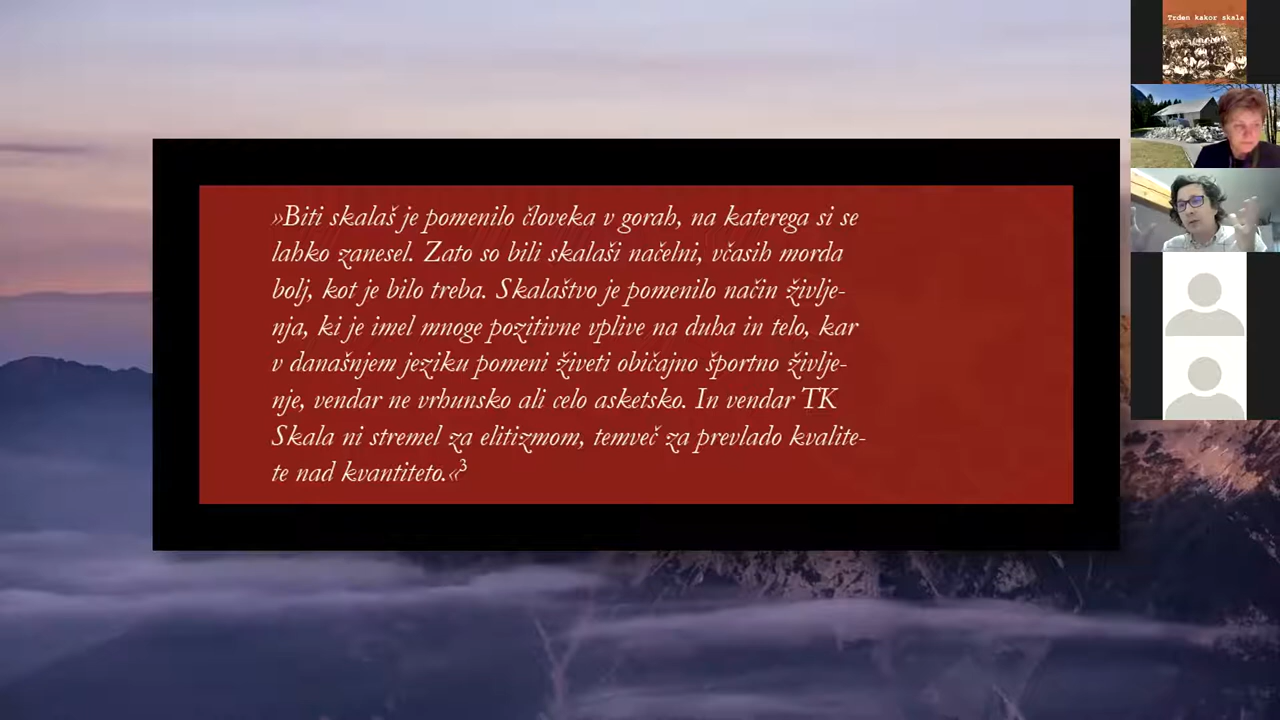 Trden kakor skala
»Biti skalaš je pomenilo človeka v gorah, na katerega si se
lahko zanesel. Zato so bili skalaši načelni, včasih morda
bolj, kot je bilo treba. Skalaštvo je pomenilo način življe-
nja, ki je imel mnoge pozitivne vplive na duha in telo, kar
v današnjem jeziku pomeni živeti običajno športno življe-
nje, vendar ne vrhunsko ali celo asketsko. In vendar TK
Skala ni stremel za elitizmom, temveč za prevlado kvalite-
te nad kvantiteto.«³